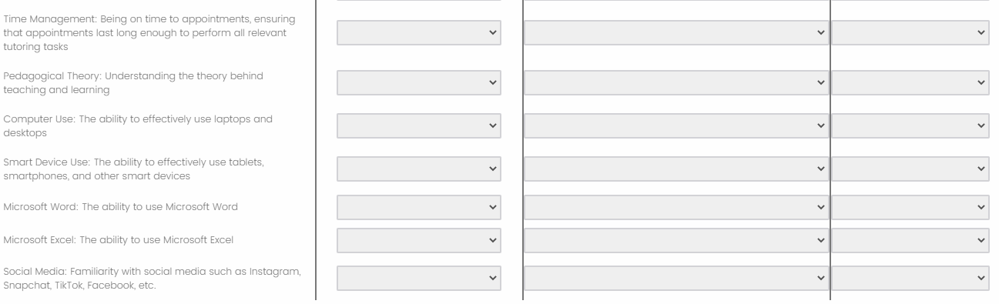 Time Management: Being on time to appointments, ensuring
that appointments last long enough to perform all relevant
tutoring tasks
Pedagogical Theory: Understanding the theory behind
teaching and learning
Computer Use: The ability to effectively use laptops and
desktops
Smart Device Use: The ability to effectively use tablets,
smartphones, and other smart devices
Microsoft Word: The ability to use Microsoft Word
Microsoft Excel: The ability to use Microsoft Excel
Social Media: Familiarity with social media such as Instagram,
Snapchat, TikTok, Facebook, etc.